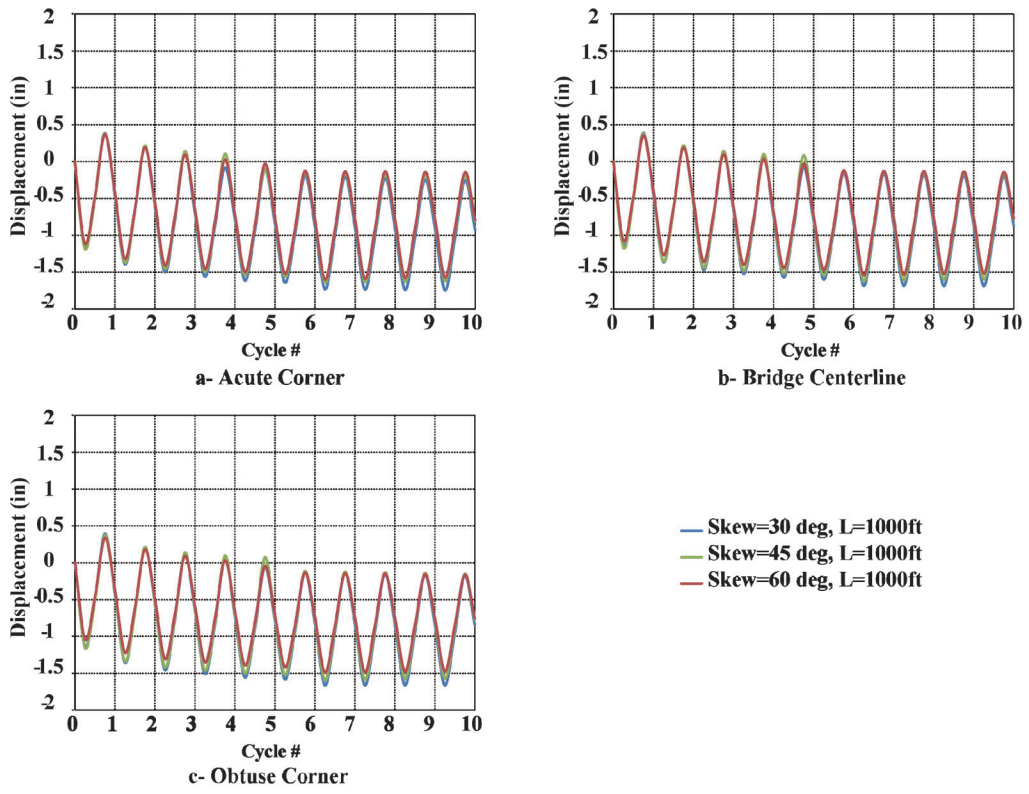 2
1.5
1
0.5
0
-0.5
-1
-1.5
-2
Displacement (in)
0 1 2 3 4 5 6 7 8 9 10
Cycle #
a- Acute Corner
2
1.5
1
0.5
0
-0.5
-1
-1.5
-2
Displacement (in)
0 1 2 3 4 5 6 7 8 9 10
Cycle #
b- Bridge Centerline
2
1.5
1
0.5
0
-0.5
-1
-1.5
-2
Displacement (in)
0 1 2 3 4 5 6 7 8 9 10
Cycle #
c- Obtuse Corner
Skew=30 deg, L=1000ft
Skew=45 deg, L=1000ft
Skew=60 deg, L=1000ft